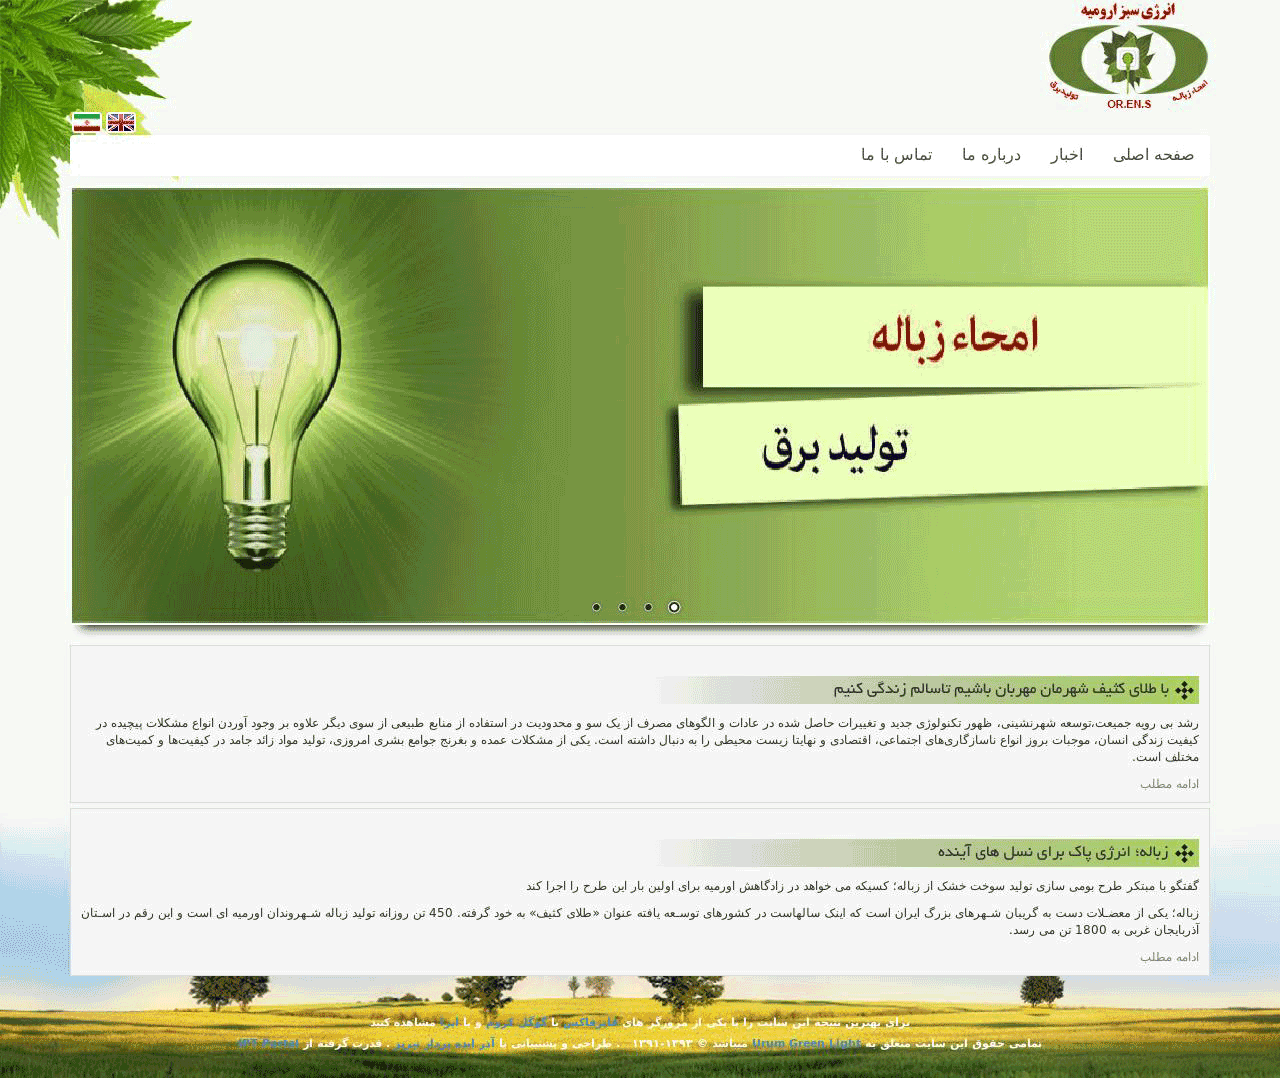 انرژی سبز ارومیه
امحاء زباله
تولید برق
OR.EN.S
صفحه اصلی
اخبار
درباره ما
تماس با ما
امحاء زباله
تولید برق
با طلای کثیف شهرمان مهربان باشیم تاسالم زندگی کنیم
رشد بی رویه جمیعت،توسعه شهرنشینی، ظهور تکنولوژی جدید و تغییرات حاصل شده در عادات و الگوهای مصرف از یک سو و محدودیت در استفاده از منابع طبیعی از سوی دیگر علاوه بر وجود آوردن انواع مشکلات پیچیده در
کیفیت زندگی انسان، موجبات بروز انواع ناسازگاری‌های اجتماعی، اقتصادی و نهایتا زیست محیطی را به دنبال داشته است. یکی از مشکلات عمده و بغرنج جوامع بشری امروزی، تولید مواد زائد جامد در کیفیت‌ها و کمیت‌های
مختلف است.
ادامه مطلب
زباله؛ انرژی پاک برای نسل های آینده
گفتگو با مبتکر طرح بومی سازی تولید سوخت خشک از زباله؛ کسیکه می خواهد در زادگاهش اورمیه برای اولین بار این طرح را اجرا کند
زباله؛ یکی از معضـلات دست به گریبان شـهرهای بزرگ ایران است که اینک سالهاست در کشورهای توسـعه یافته عنوان «طلای کثیف» به خود گرفته. 450 تن روزانه تولید زباله شـهروندان اورمیه ای است و این رقم در اسـتان
آذربایجان غربی به 1800 تن می رسد.
ادامه مطلب
برای بهترین نتیجه این سایت را با یکی از مرورگر های فایرفاکس یا گوگل کروم و یا اپرا مشاهده کنید
تمامی حقوق این سایت متعلق به Urum Green Light میباشد © ۱۳۹۳-۱۳۹۱ . طراحی و پشتیبانی با آذر ایده پرداز تبریز . قدرت گرفته از IPT Portal